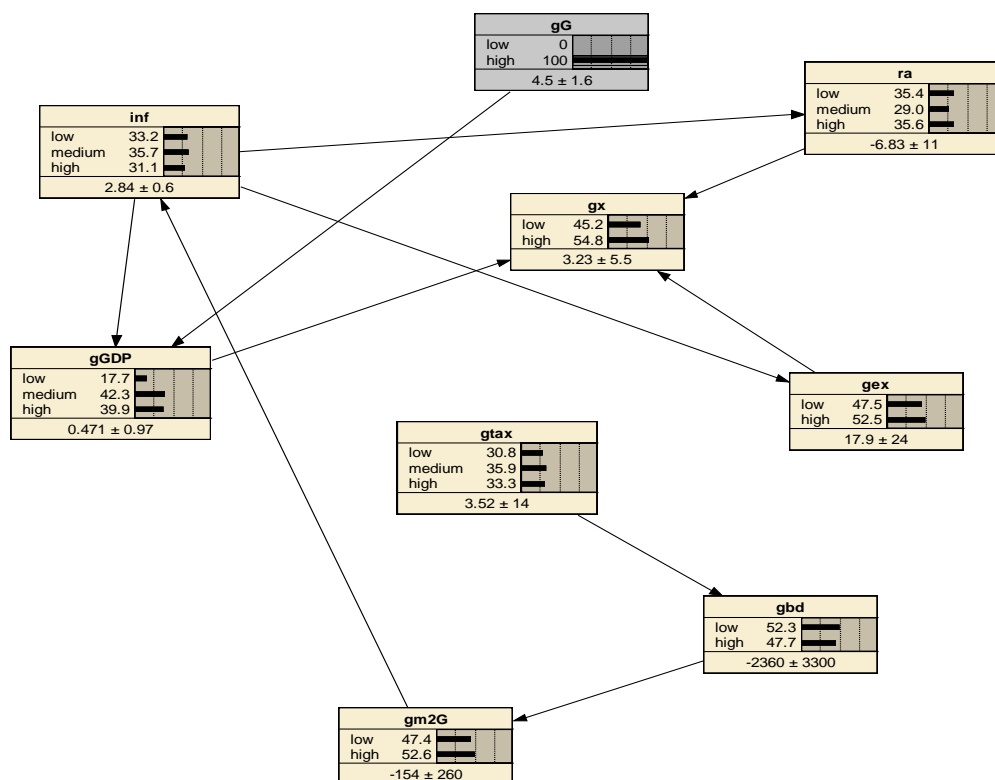 gG
low 0
high 100
4.5 ± 1.6
ra
low 35.4
medium 29.0
high 35.6
-6.83 ± 11
inf
low 33.2
medium 35.7
high 31.1
2.84 ± 0.6
gx
low 45.2
high 54.8
3.23 ± 5.5
gGDP
low 17.7
medium 42.3
high 39.9
0.471 ± 0.97
gex
low 47.5
high 52.5
17.9 ± 24
gtax
low 30.8
medium 35.9
high 33.3
3.52 ± 14
gbd
low 52.3
high 47.7
-2360 ± 3300
gm2G
low 47.4
high 52.6
-154 ± 260